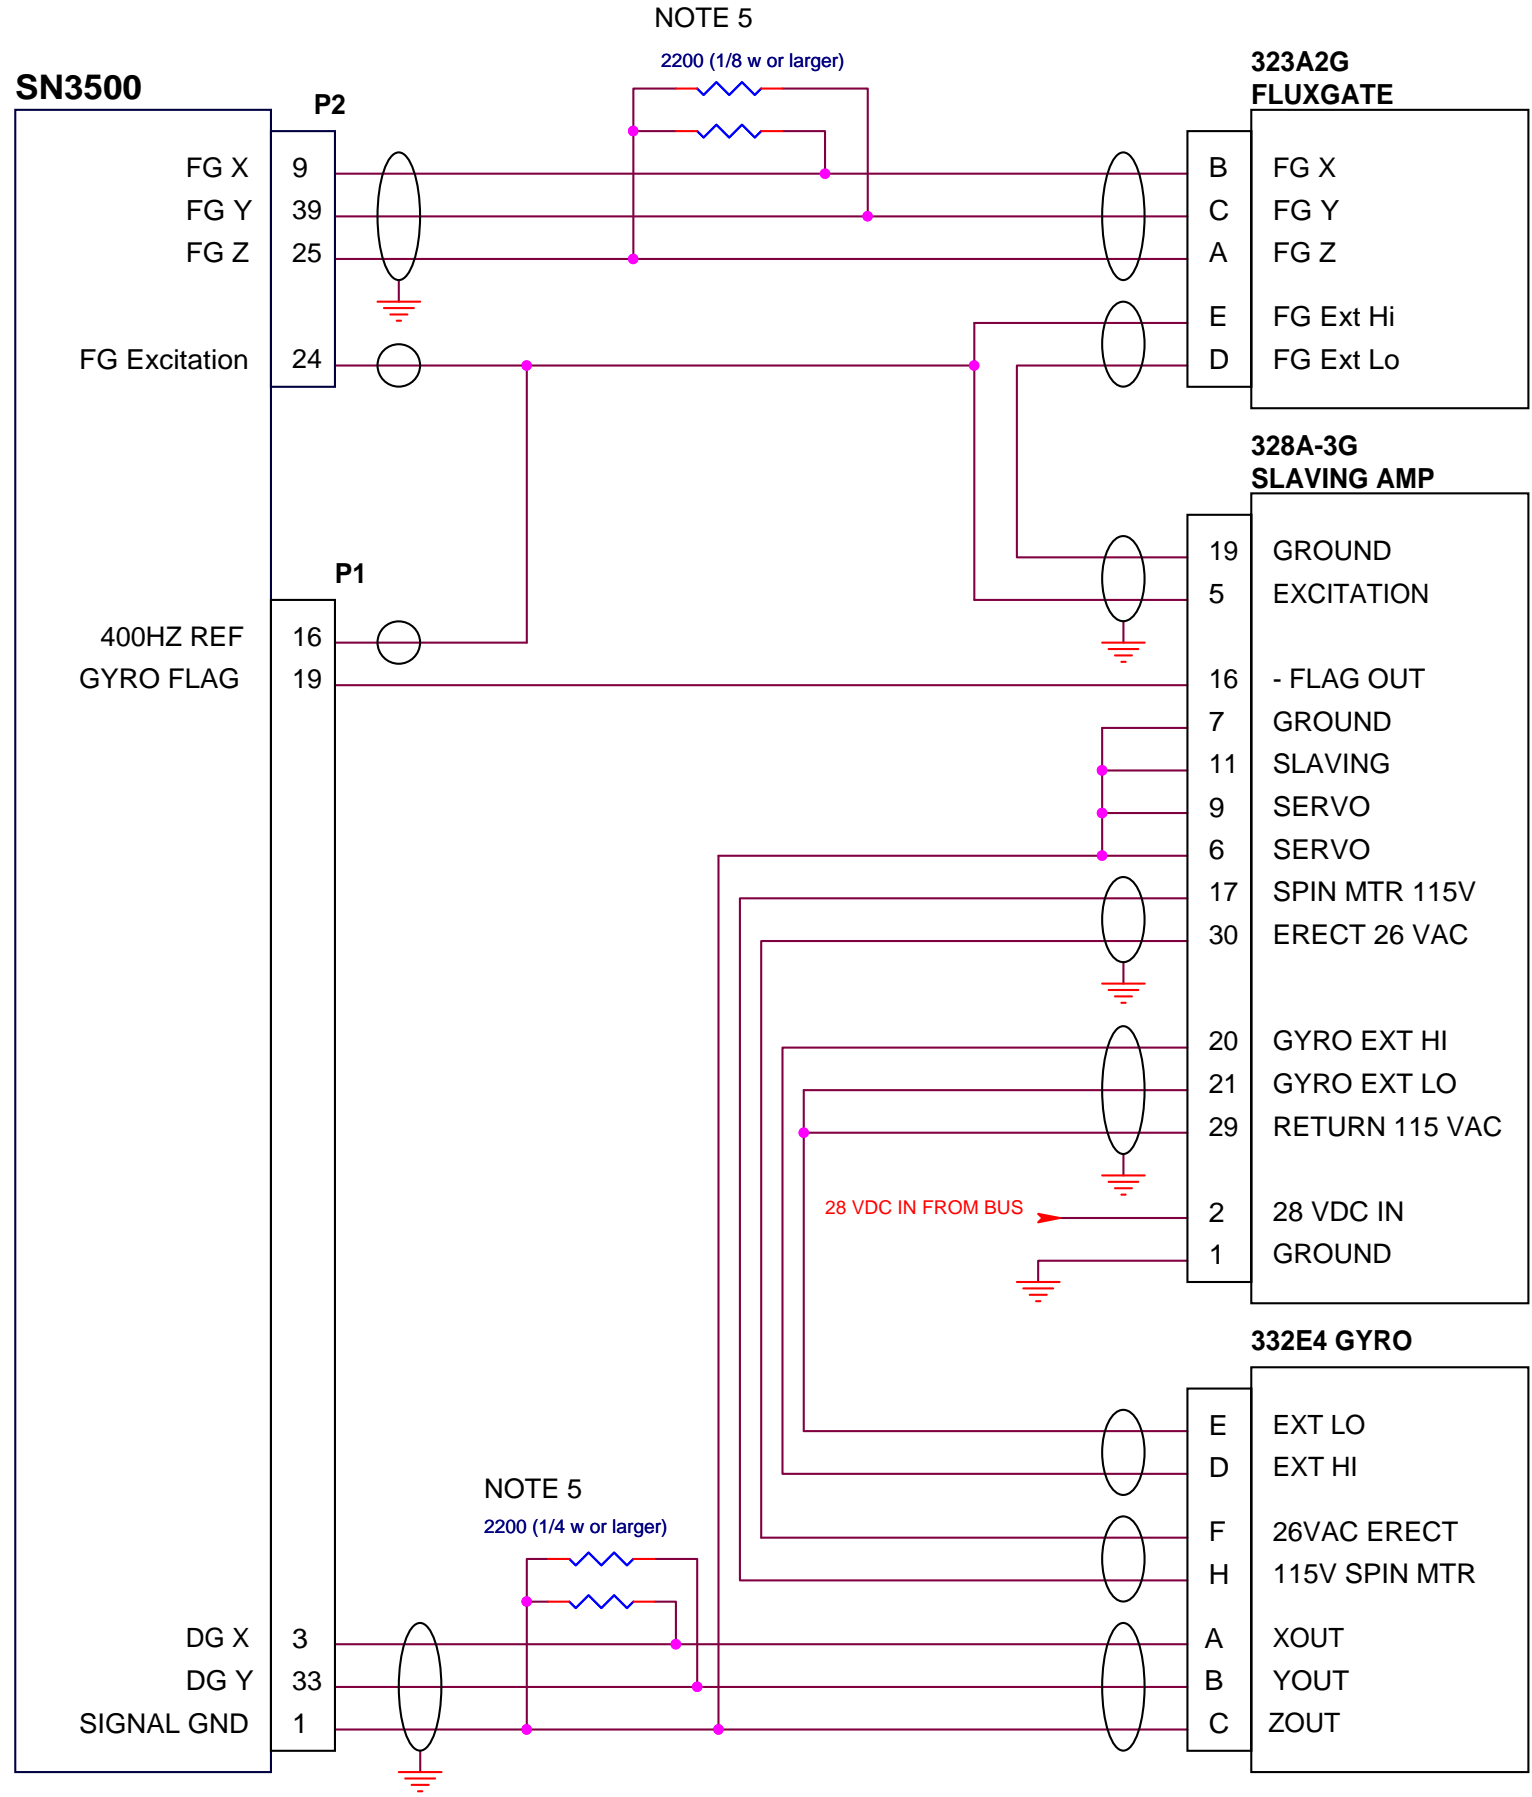 NOTE 5
2200 (1/8 w or larger)
SN3500
P2
FG X 9
FG Y 39
FG Z 25
FG Excitation 24
323A2G
FLUXGATE
B FG X
C FG Y
A FG Z
E FG Ext Hi
D FG Ext Lo
328A-3G
SLAVING AMP
19 GROUND
5 EXCITATION
P1
400HZ REF 16
GYRO FLAG 19
16 - FLAG OUT
7 GROUND
11 SLAVING
9 SERVO
6 SERVO
17 SPIN MTR 115V
30 ERECT 26 VAC
20 GYRO EXT HI
21 GYRO EXT LO
29 RETURN 115 VAC
28 VDC IN FROM BUS
2 28 VDC IN
1 GROUND
332E4 GYRO
E EXT LO
D EXT HI
F 26VAC ERECT
H 115V SPIN MTR
A XOUT
B YOUT
C ZOUT
NOTE 5
2200 (1/4 w or larger)
DG X 3
DG Y 33
SIGNAL GND 1